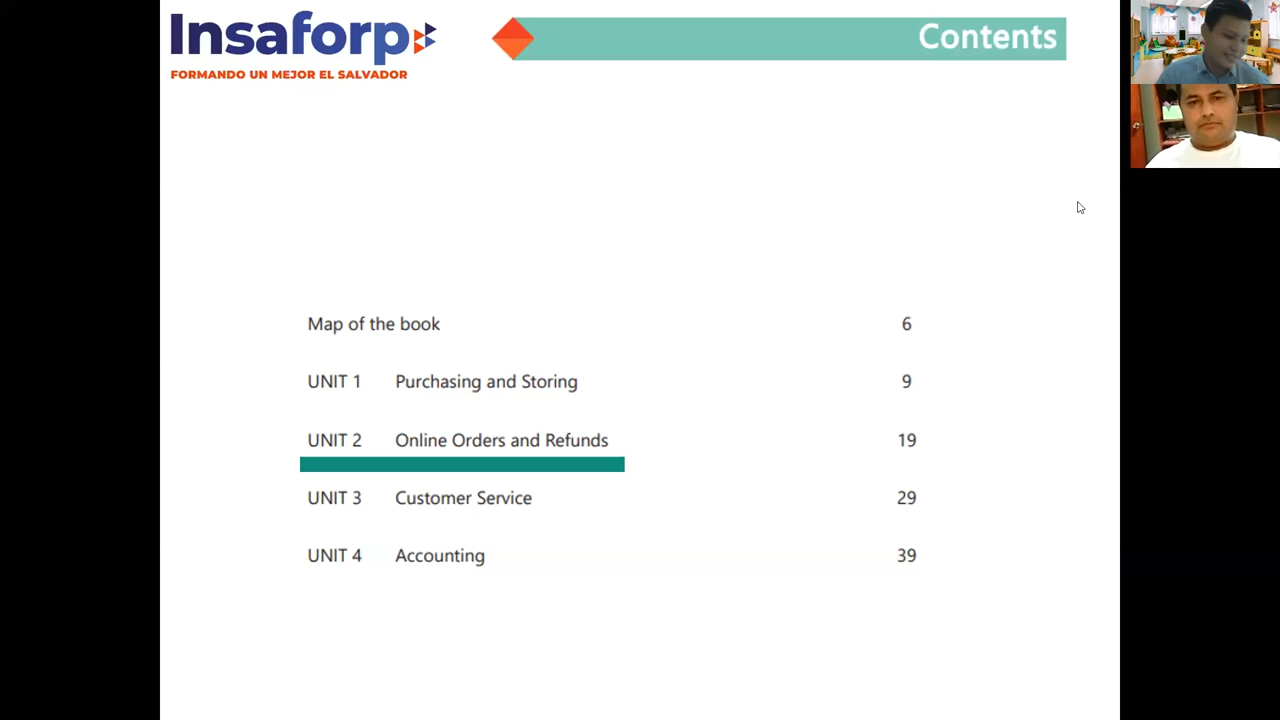 Insaforp
FORMANDO UN MEJOR EL SALVADOR
Contents
Map of the book 6
UNIT 1 Purchasing and Storing 9
UNIT 2 Online Orders and Refunds 19
UNIT 3 Customer Service 29
UNIT 4 Accounting 39